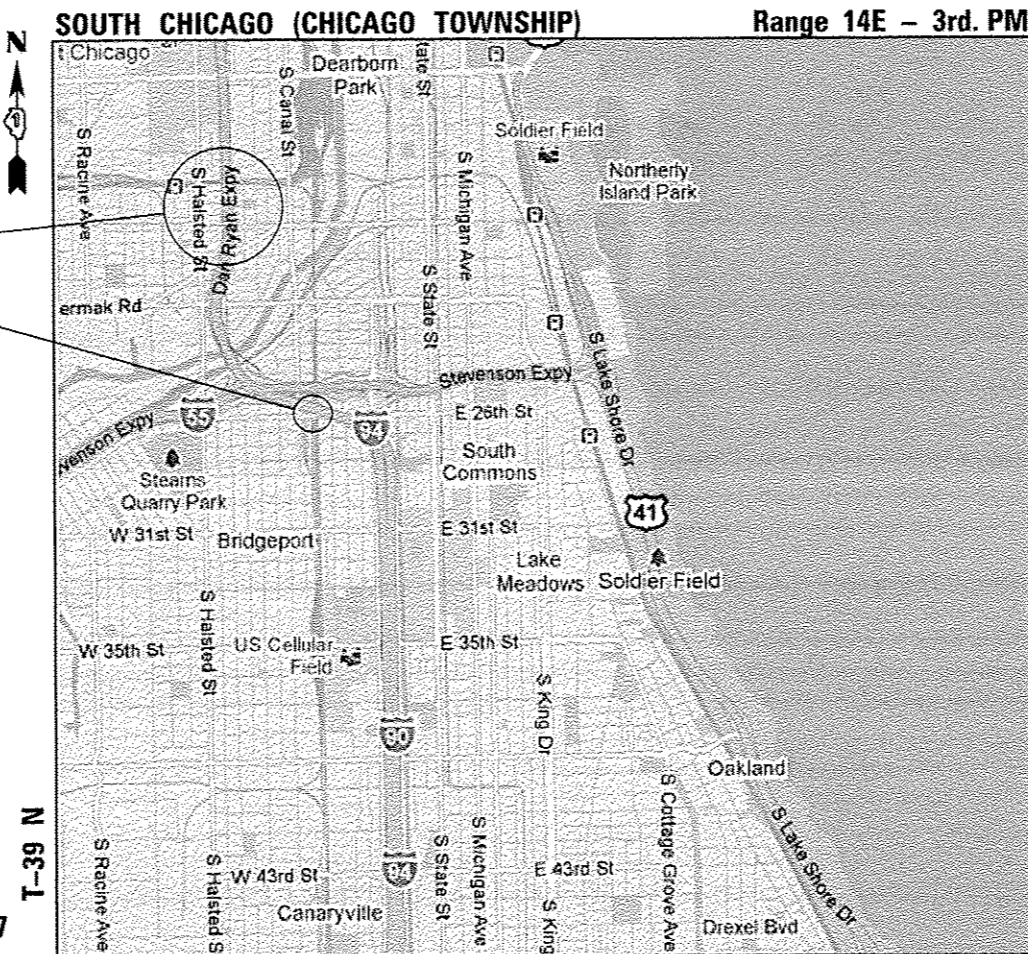 SOUTH CHICAGO (CHICAGO TOWNSHIP) Range 14E – 3rd. PM
N
t Chicago
Dearborn
Park
tate St
S Canal St
Soldier Field
S Racine Ave
S Halsted St
Dan Ryan Expy
S Michigan Ave
Northerly
Island Park
S State St
ermak Rd
S Lake Shore Dr
Stevenson Expy
55
94
E 26th St
venson Expy
South
Commons
Stearns
Quarry Park
41
W 31st St
Bridgeport
E 31st St
Lake
Meadows
Soldier Field
S Halsted St
W 35th St
US Cellular
Field
E 35th St
S King Dr
90
Oakland
S Cottage Grove Ave
S Lake Shore Dr
T-39 N
S Racine Ave
S Halsted S
W 43rd St
94
S State St
S Michigan Ave
E 43rd St
S King
Canaryville
Drexel Bvd
7